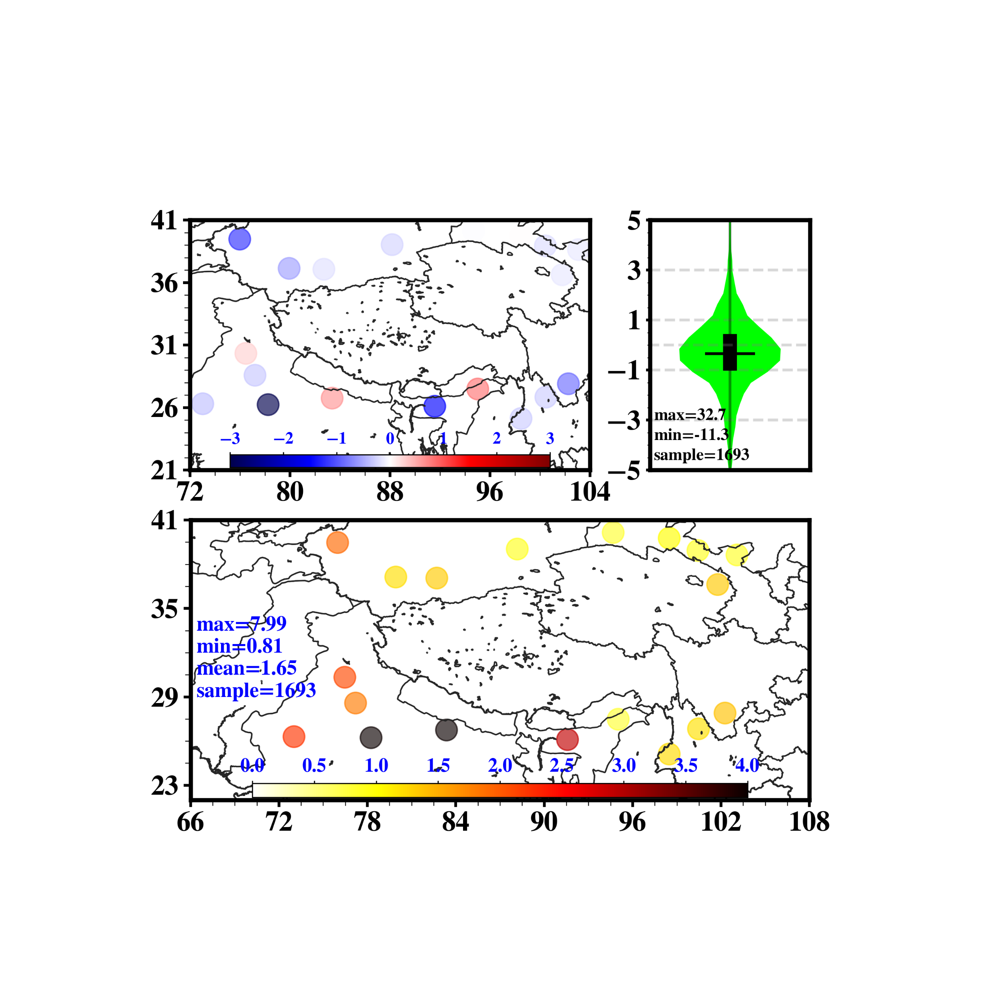 41
36
31
26
21
−3 −2 −1 0 1 2 3
72 80 88 96 104
5
3
1
−1
−3
−5
max=32.7
min=-11.3
sample=1693
41
35
29
23
max=7.99
min=0.81
mean=1.65
sample=1693
0.0 0.5 1.0 1.5 2.0 2.5 3.0 3.5 4.0
66 72 78 84 90 96 102 108